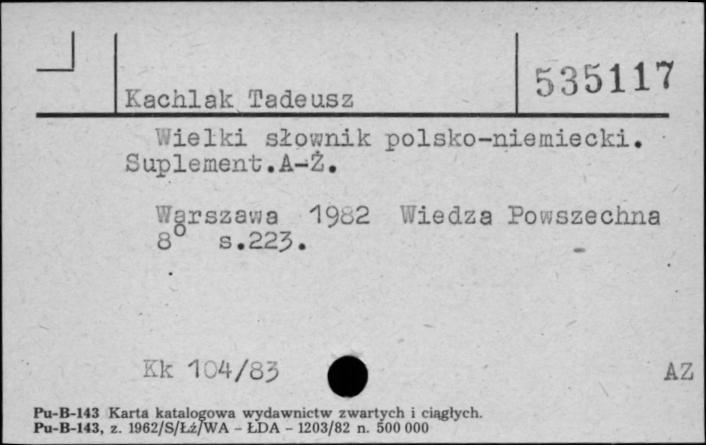 535117
Kachlak Tadeusz
Wielki słownik polsko-niemiecki.
Suplement.A-Ż.
Warszawa 1982 Wiedza Powszechna
8° s.223.
Kk 104/83
AZ
Pu-B-143 Karta katalogowa wydawnictw zwartych i ciągłych.
Pu-B-143, z. 1962/S/Łż/WA - ŁDA - 1203/82 n. 500 000